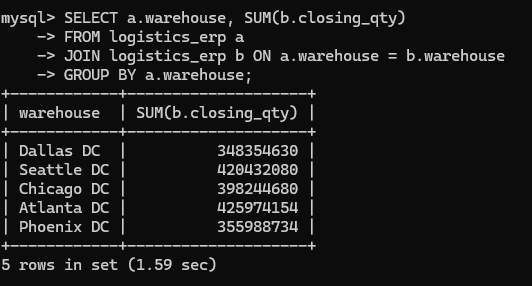 mysql> SELECT a.warehouse, SUM(b.closing_qty)
    -> FROM logistics_erp a
    -> JOIN logistics_erp b ON a.warehouse = b.warehouse
    -> GROUP BY a.warehouse;
+------------+--------------------+
| warehouse  | SUM(b.closing_qty) |
+------------+--------------------+
| Dallas DC  |          348354630 |
| Seattle DC |          420432080 |
| Chicago DC |          398244680 |
| Atlanta DC |          425974154 |
| Phoenix DC |          355988734 |
+------------+--------------------+
5 rows in set (1.59 sec)